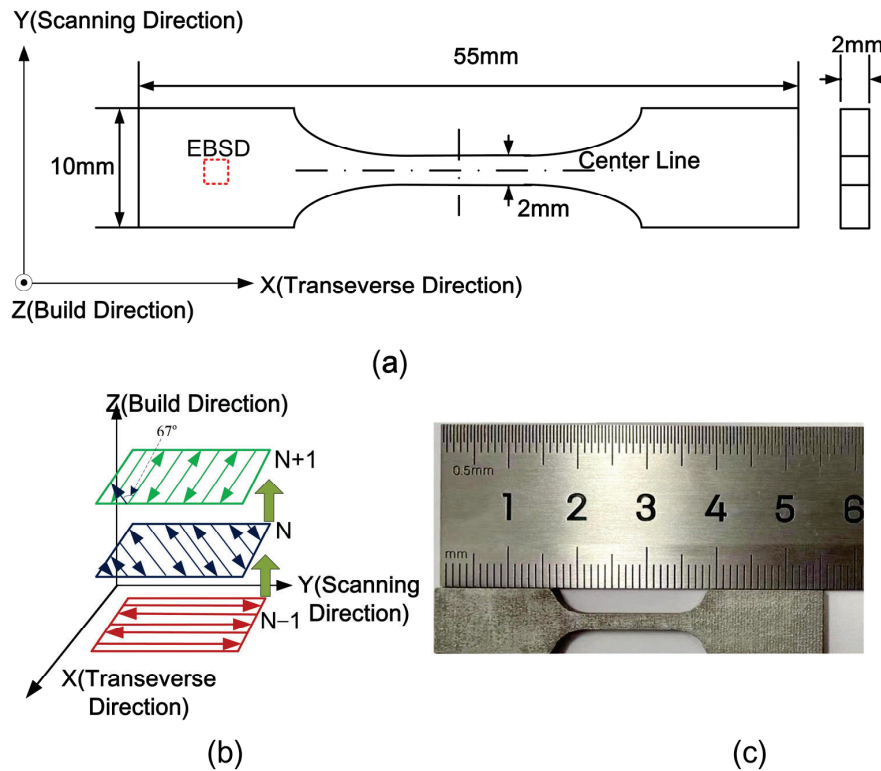 Y(Scanning Direction)
55mm
2mm
EBSD
10mm
Center Line
2mm
X(Transeverse Direction)
Z(Build Direction)
(a)
Z(Build Direction)
67°
N+1
N
Y(Scanning
Direction)
N−1
X(Transeverse
Direction)
(b)
0.5mm
1 2 3 4 5 6
mm
(c)